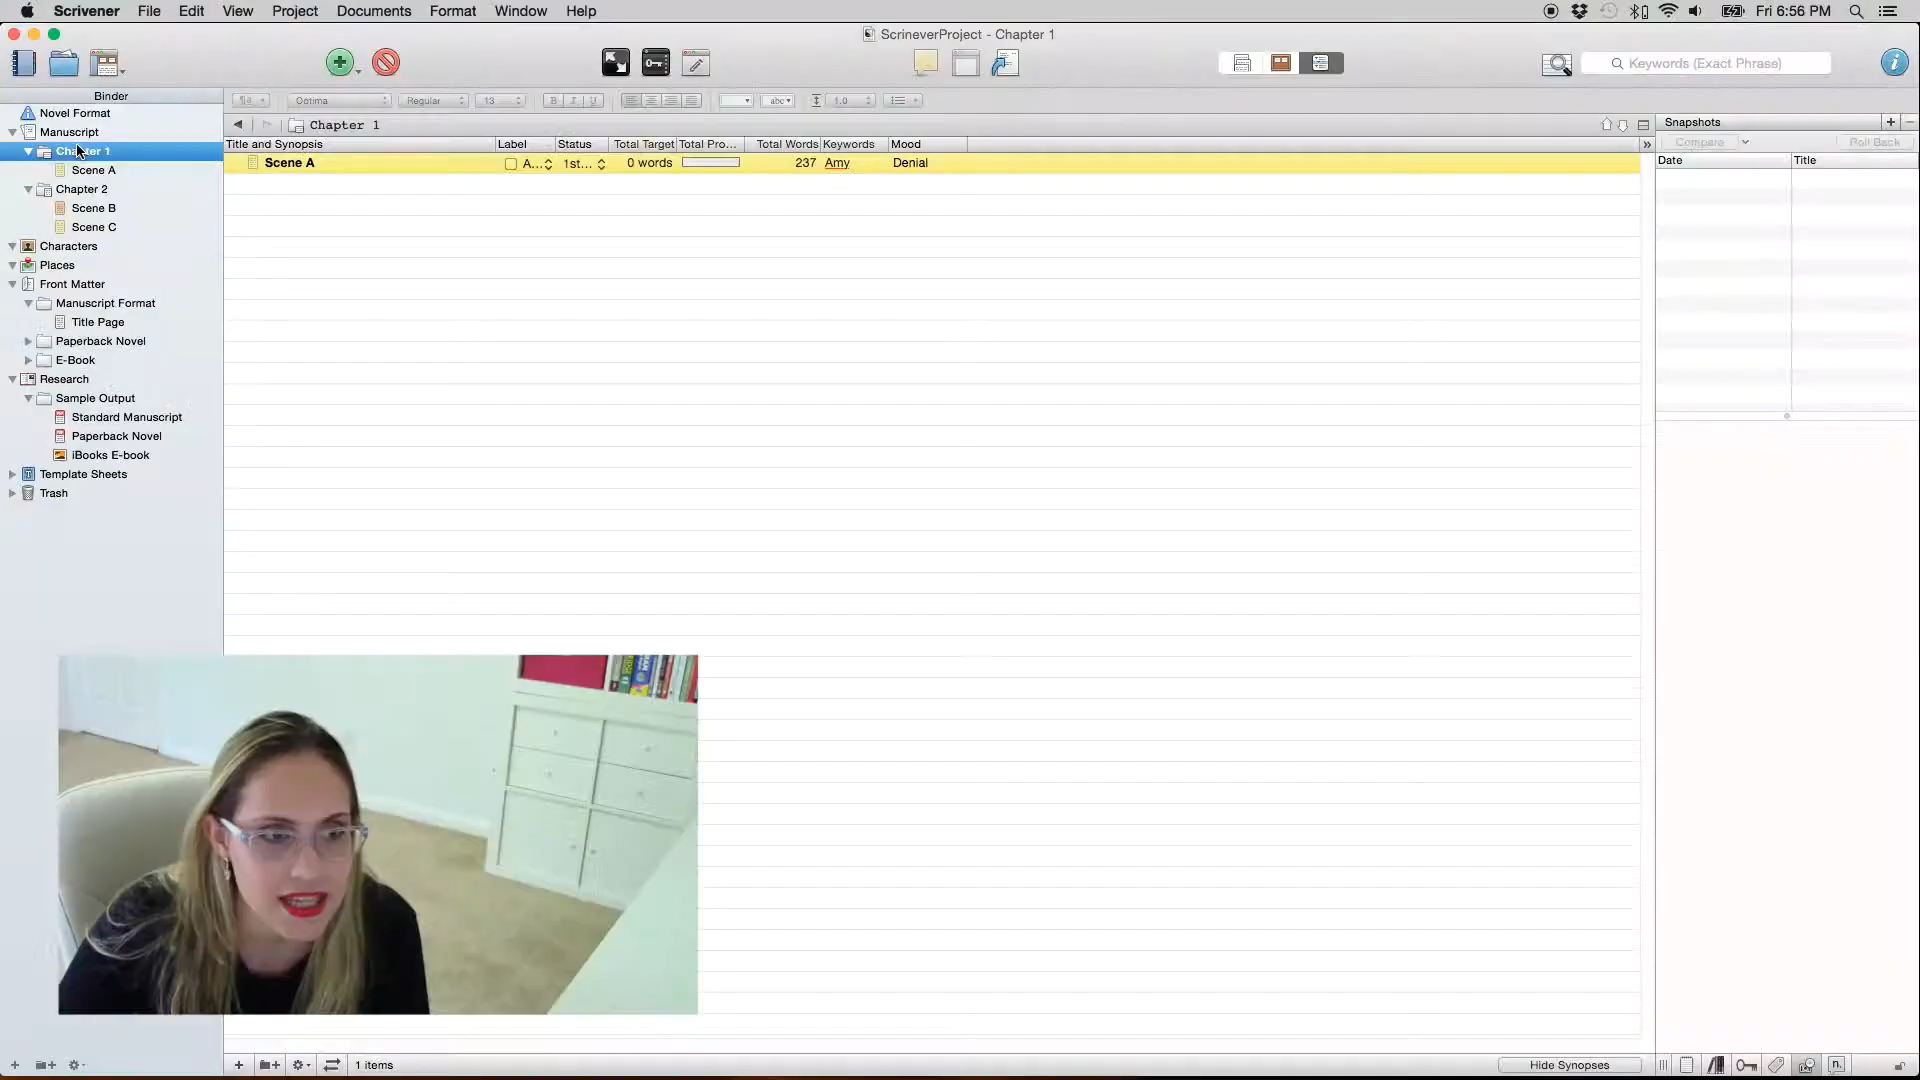 Scrivener File Edit View Project Documents Format Window Help Fri 6:56 PM
ScrineverProject - Chapter 1
Keywords (Exact Phrase)
Binder
Optima Regular 13 B I U abc 1.0
Novel Format
Manuscript
Chapter 1
Scene A
Chapter 2
Scene B
Scene C
Characters
Places
Front Matter
Manuscript Format
Title Page
Paperback Novel
E-Book
Research
Sample Output
Standard Manuscript
Paperback Novel
iBooks E-book
Template Sheets
Trash
Chapter 1
Title and Synopsis Label Status Total Target Total Pro... Total Words Keywords Mood
Scene A A... 1st... 0 words 237 Amy Denial
Snapshots
Compare Roll Back
Date Title
1 items
Hide Synopses
n.